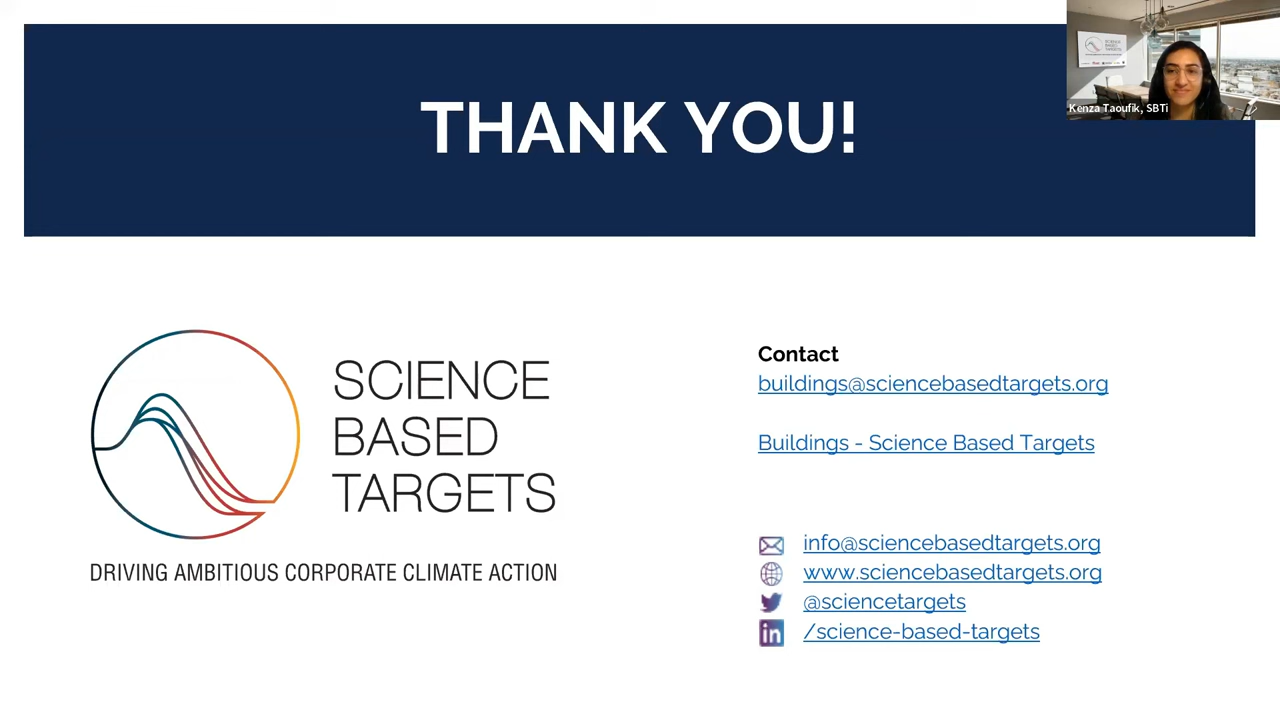 THANK YOU!
Kenza Taoufik, SBTi
SCIENCE
BASED
TARGETS
DRIVING AMBITIOUS CORPORATE CLIMATE ACTION
Contact
buildings@sciencebasedtargets.org
Buildings - Science Based Targets
info@sciencebasedtargets.org
www.sciencebasedtargets.org
@sciencetargets
/science-based-targets